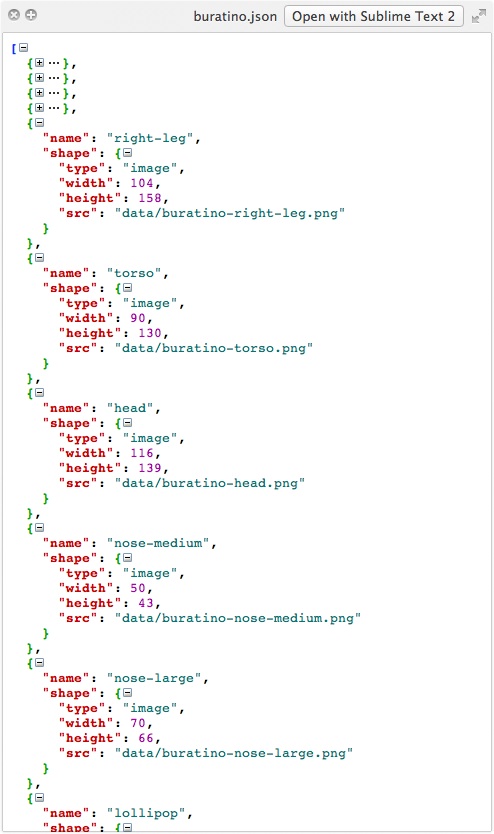 buratino.json Open with Sublime Text 2
[
{ ··· },
{ ··· },
{ ··· },
{ ··· },
{
"name": "right-leg",
"shape": {
"type": "image",
"width": 104,
"height": 158,
"src": "data/buratino-right-leg.png"
}
},
{
"name": "torso",
"shape": {
"type": "image",
"width": 90,
"height": 130,
"src": "data/buratino-torso.png"
}
},
{
"name": "head",
"shape": {
"type": "image",
"width": 116,
"height": 139,
"src": "data/buratino-head.png"
}
},
{
"name": "nose-medium",
"shape": {
"type": "image",
"width": 50,
"height": 43,
"src": "data/buratino-nose-medium.png"
}
},
{
"name": "nose-large",
"shape": {
"type": "image",
"width": 70,
"height": 66,
"src": "data/buratino-nose-large.png"
}
},
{
"name": "lollipop",
"shape": {